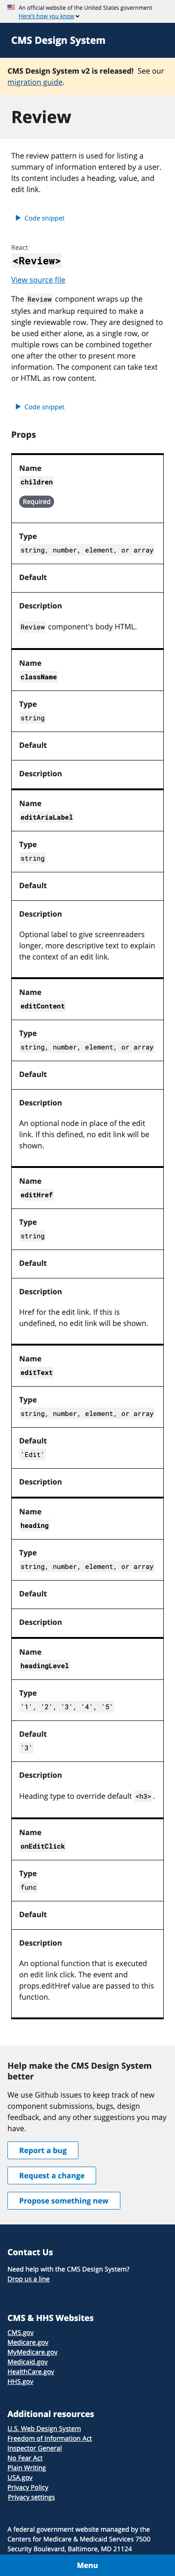 An official website of the United States government
Here's how you know
CMS Design System
CMS Design System v2 is released! See our
migration guide.
Review
The review pattern is used for listing a
summary of information entered by a user.
Its includes a heading, value, and
edit link.
Code snippet
React
<Review>
View source file
The Review component wraps up the
styles and markup required to make a
single reviewable row. They are designed to
be used either alone, as a single row, or
multiple rows can be combined together
one after the other to present more
information. The component can take text
or HTML as row content.
Code snippet
Props
Name
children
Required
Type
string, number, element, or array
Default
Description
Review component's body HTML.
Name
className
Type
string
Default
Description
Name
editAriaLabel
Type
string
Default
Description
Optional label to give screenreaders
longer, more descriptive text to explain
the context of an edit link.
Name
editContent
Type
string, number, element, or array
Default
Description
An optional node in place of the edit
link. If this defined, no edit link will be
shown.
Name
editHref
Type
string
Default
Description
Href for the edit link. If this is
undefined, no edit link will be shown.
Name
editText
Type
string, number, element, or array
Default
'Edit'
Description
Name
heading
Type
string, number, element, or array
Default
Description
Name
headingLevel
Type
'1', '2', '3', '4', '5'
Default
'3'
Description
Heading type to override default <h3>.
Name
onEditClick
Type
func
Default
Description
An optional function that is executed
on edit link click. The event and
props.editHref value are passed to this
function.
Help make the CMS Design System
better
We use Github issues to keep track of new
component submissions, bugs, design
feedback, and any other suggestions you may
have.
Report a bug
Request a change
Propose something new
Contact Us
Need help with the CMS Design System?
Drop us a line
CMS & HHS Websites
CMS.gov
Medicare.gov
MyMedicare.gov
Medicaid.gov
HealthCare.gov
HHS.gov
Additional resources
U.S. Web Design System
Freedom of Information Act
Inspector General
No Fear Act
Plain Writing
USA.gov
Privacy Policy
Privacy settings
A federal government website managed by the
Centers for Medicare & Medicaid Services 7500
Security Boulevard, Baltimore, MD 21124
Menu